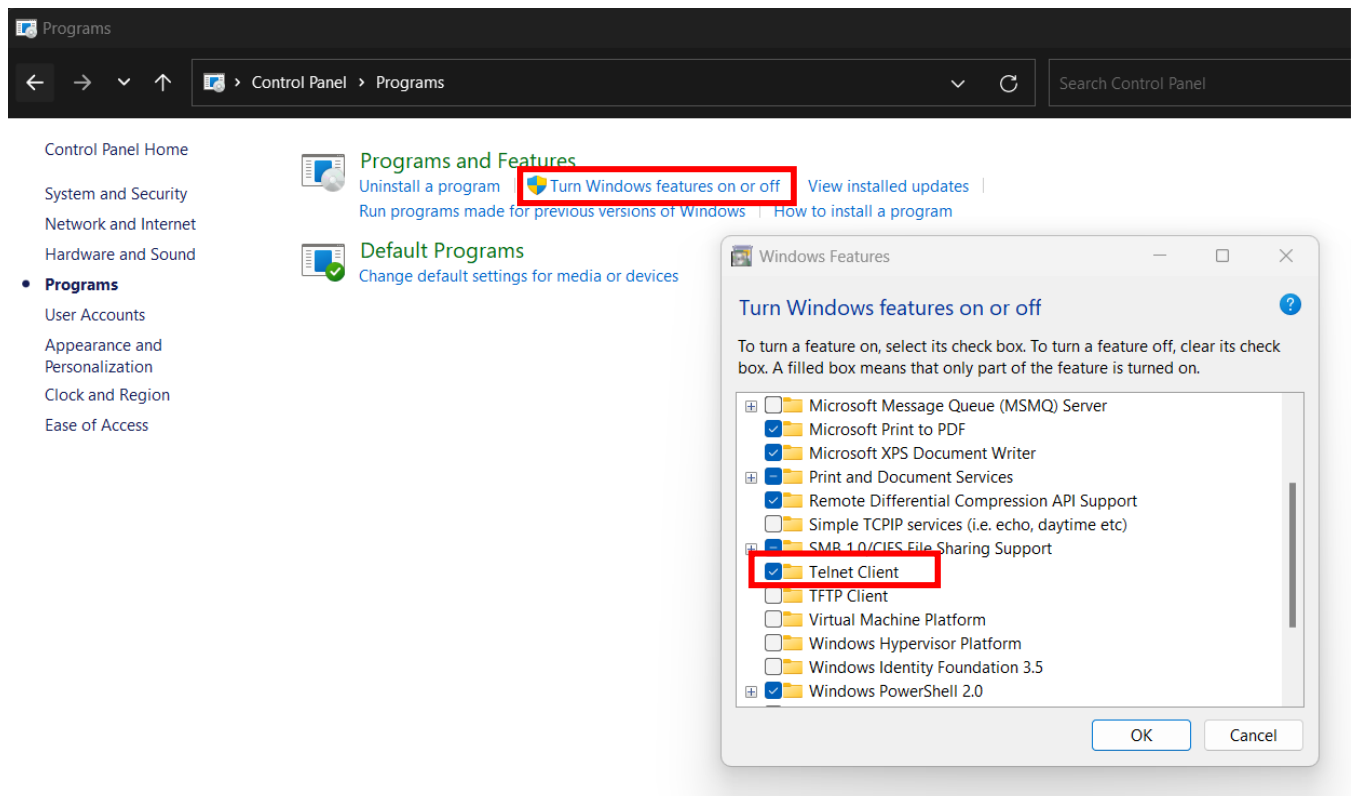 Programs
Control Panel > Programs
Search Control Panel
Control Panel Home
System and Security
Network and Internet
Hardware and Sound
Programs
User Accounts
Appearance and
Personalization
Clock and Region
Ease of Access
Programs and Features
Uninstall a program Turn Windows features on or off View installed updates
Run programs made for previous versions of Windows How to install a program
Default Programs
Change default settings for media or devices
Windows Features
Turn Windows features on or off
?
To turn a feature on, select its check box. To turn a feature off, clear its check
box. A filled box means that only part of the feature is turned on.
Microsoft Message Queue (MSMQ) Server
Microsoft Print to PDF
Microsoft XPS Document Writer
Print and Document Services
Remote Differential Compression API Support
Simple TCPIP services (i.e. echo, daytime etc)
SMB 1.0/CIFS File Sharing Support
Telnet Client
TFTP Client
Virtual Machine Platform
Windows Hypervisor Platform
Windows Identity Foundation 3.5
Windows PowerShell 2.0
OK Cancel